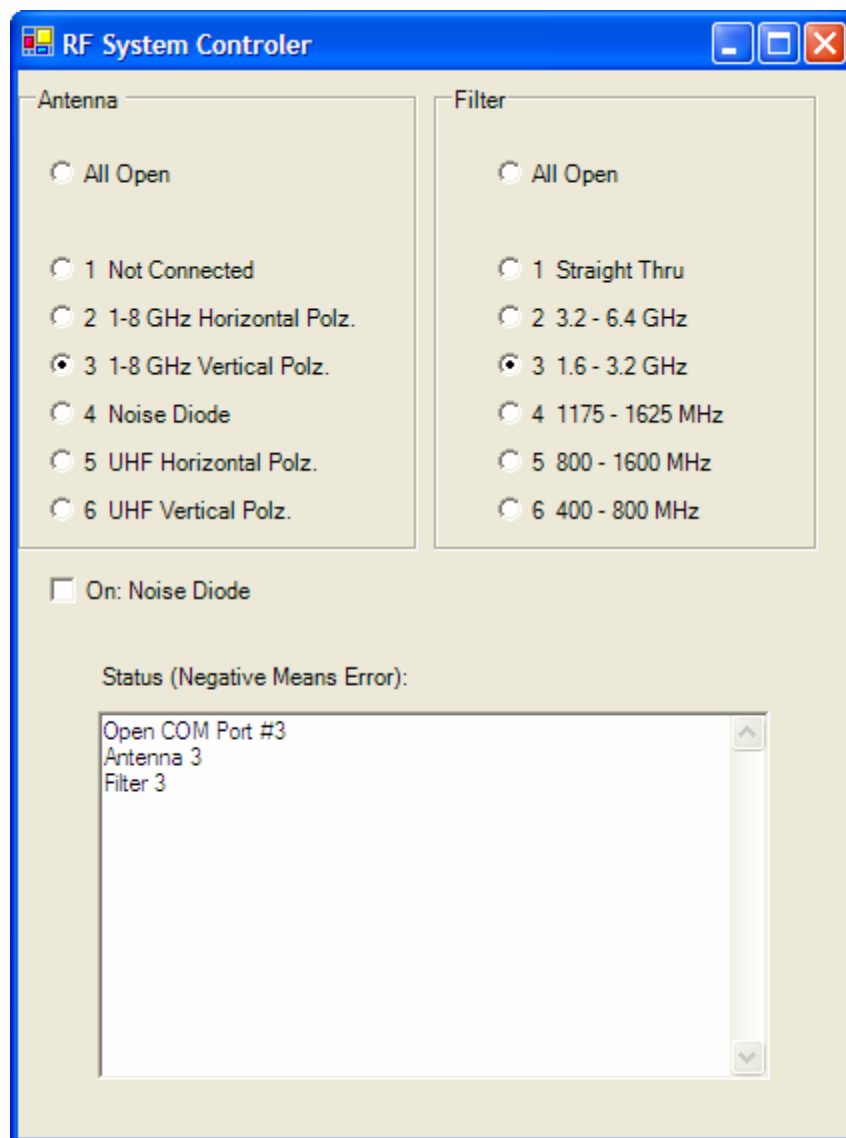 RF System Controler
Antenna
All Open
1 Not Connected
2 1-8 GHz Horizontal Polz.
3 1-8 GHz Vertical Polz.
4 Noise Diode
5 UHF Horizontal Polz.
6 UHF Vertical Polz.
Filter
All Open
1 Straight Thru
2 3.2 - 6.4 GHz
3 1.6 - 3.2 GHz
4 1175 - 1625 MHz
5 800 - 1600 MHz
6 400 - 800 MHz
On: Noise Diode
Status (Negative Means Error):
Open COM Port #3
Antenna 3
Filter 3